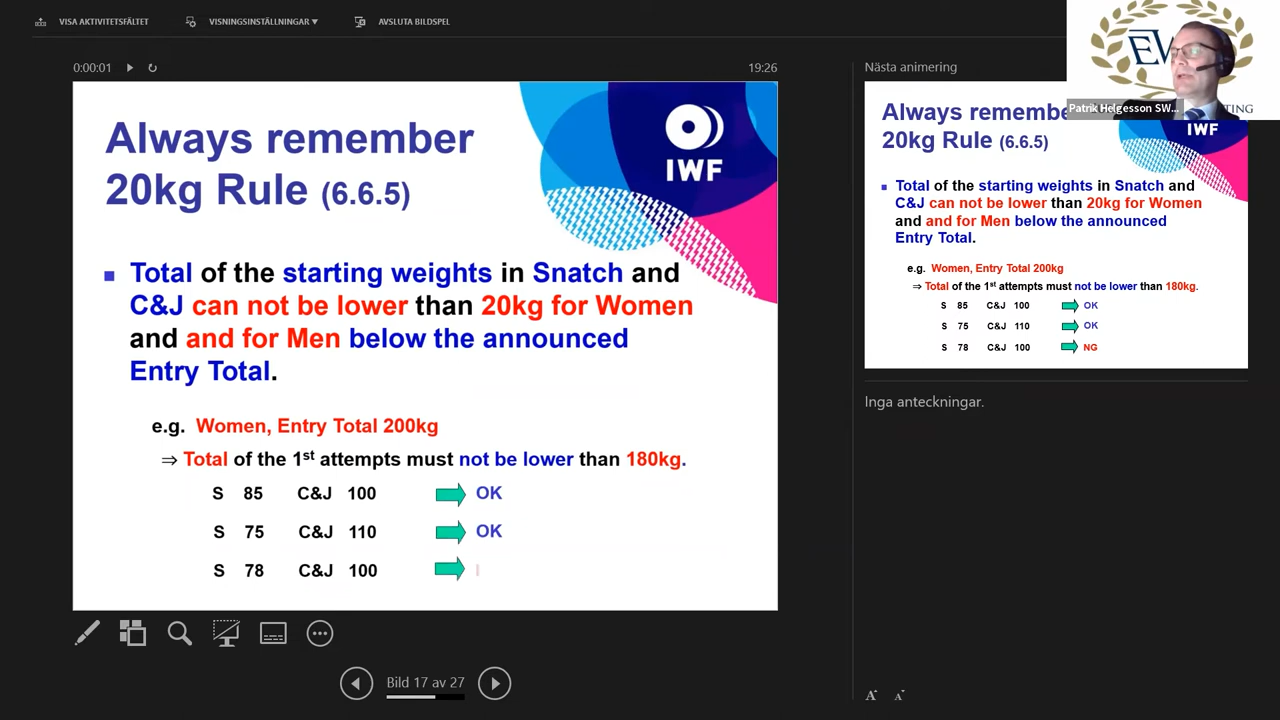 VISA AKTIVITETSFÄLTET
VISNINGSINSTÄLLNINGAR ▼
AVSLUTA BILDSPEL
0:00:01
19:26
Always remember
20kg Rule (6.6.5)
IWF
■ Total of the starting weights in Snatch and
C&J can not be lower than 20kg for Women
and and for Men below the announced
Entry Total.
e.g. Women, Entry Total 200kg
⇒ Total of the 1st attempts must not be lower than 180kg.
S 85 C&J 100 OK
S 75 C&J 110 OK
S 78 C&J 100
Bild 17 av 27
Nästa animering
Patrik Helgesson SW...
Always
20kg Rule (6.6.5)
IWF
■ Total of the starting weights in Snatch and
C&J can not be lower than 20kg for Women
and and for Men below the announced
Entry Total.
e.g. Women, Entry Total 200kg
⇒ Total of the 1st attempts must not be lower than 180kg.
S 85 C&J 100 OK
S 75 C&J 110 OK
S 78 C&J 100 NG
Inga anteckningar.
A A